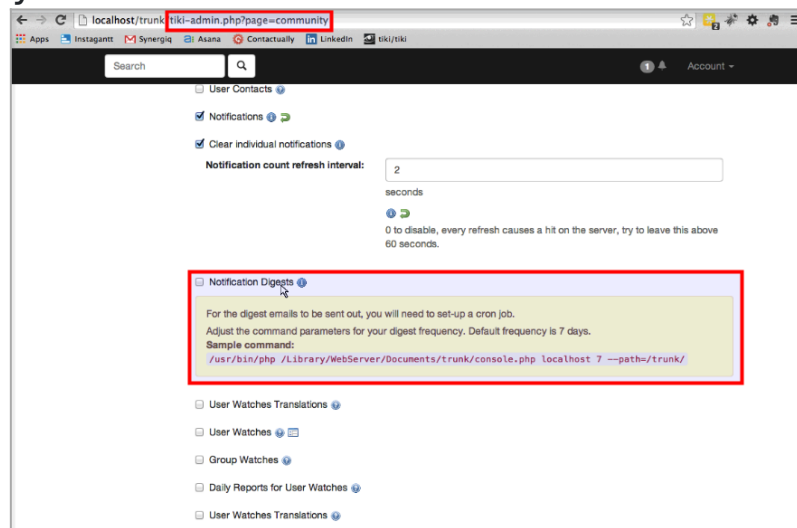 localhost/trunk/tiki-admin.php?page=community
Apps Instagantt Synergiq Asana Contactually LinkedIn tiki/tiki
Search 1 Account
User Contacts
Notifications
Clear individual notifications
Notification count refresh interval: 2
seconds
0 to disable, every refresh causes a hit on the server, try to leave this above
60 seconds.
Notification Digests
For the digest emails to be sent out, you will need to set-up a cron job.
Adjust the command parameters for your digest frequency. Default frequency is 7 days.
Sample command:
/usr/bin/php /Library/WebServer/Documents/trunk/console.php localhost 7 --path=/trunk/
User Watches Translations
User Watches
Group Watches
Daily Reports for User Watches
User Watches Translations